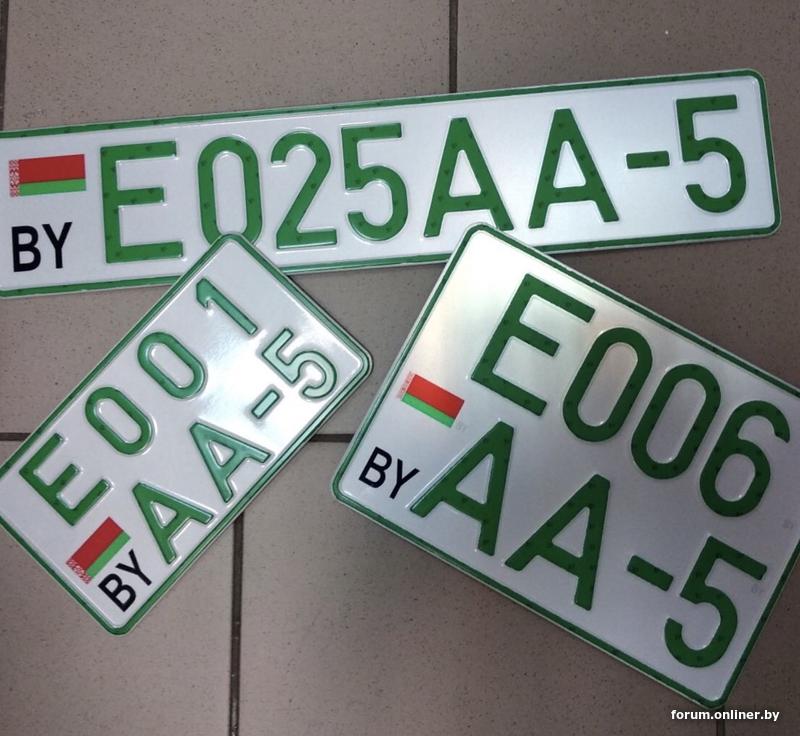 BY E025AA-5
E001
BY AA-5
E006
BY AA-5
forum.onliner.by